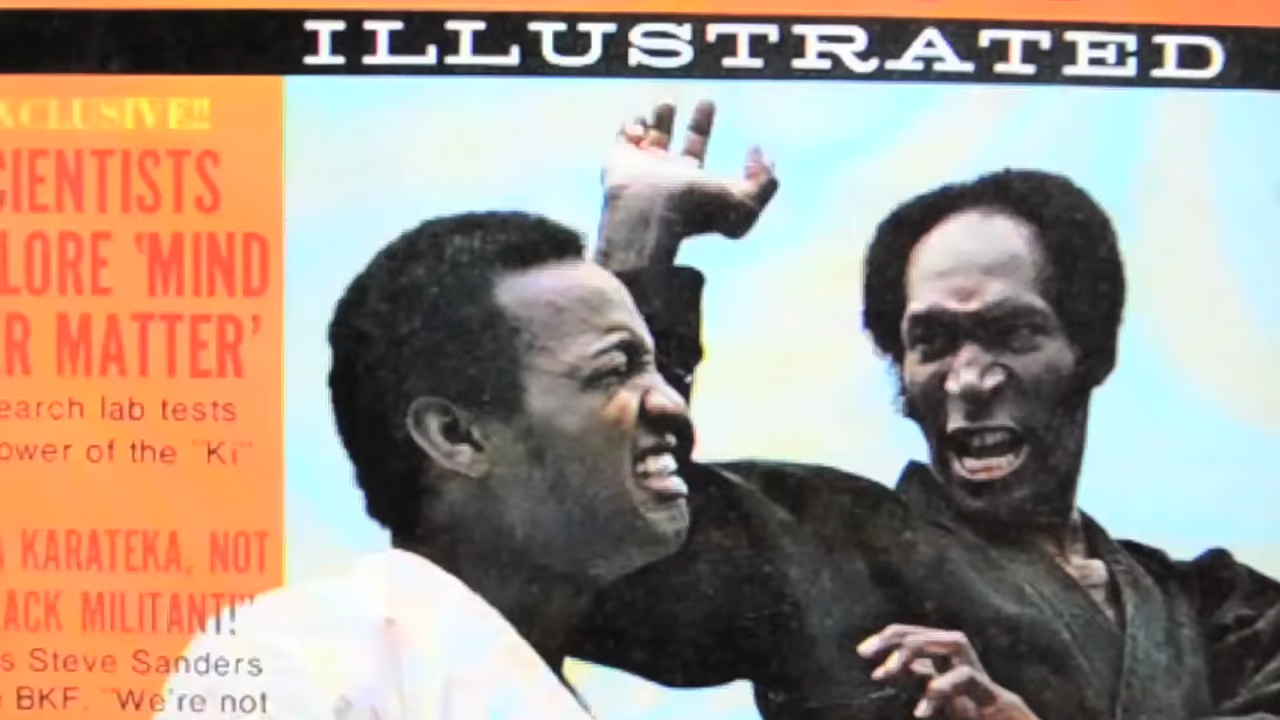 ILLUSTRATED
XCLUSIVE!!
CIENTISTS
LORE 'MIND
R MATTER'
earch lab tests
ower of the "Ki"
A KARATEKA, NOT
ACK MILITANT!"
s Steve Sanders
e BKF. "We're not